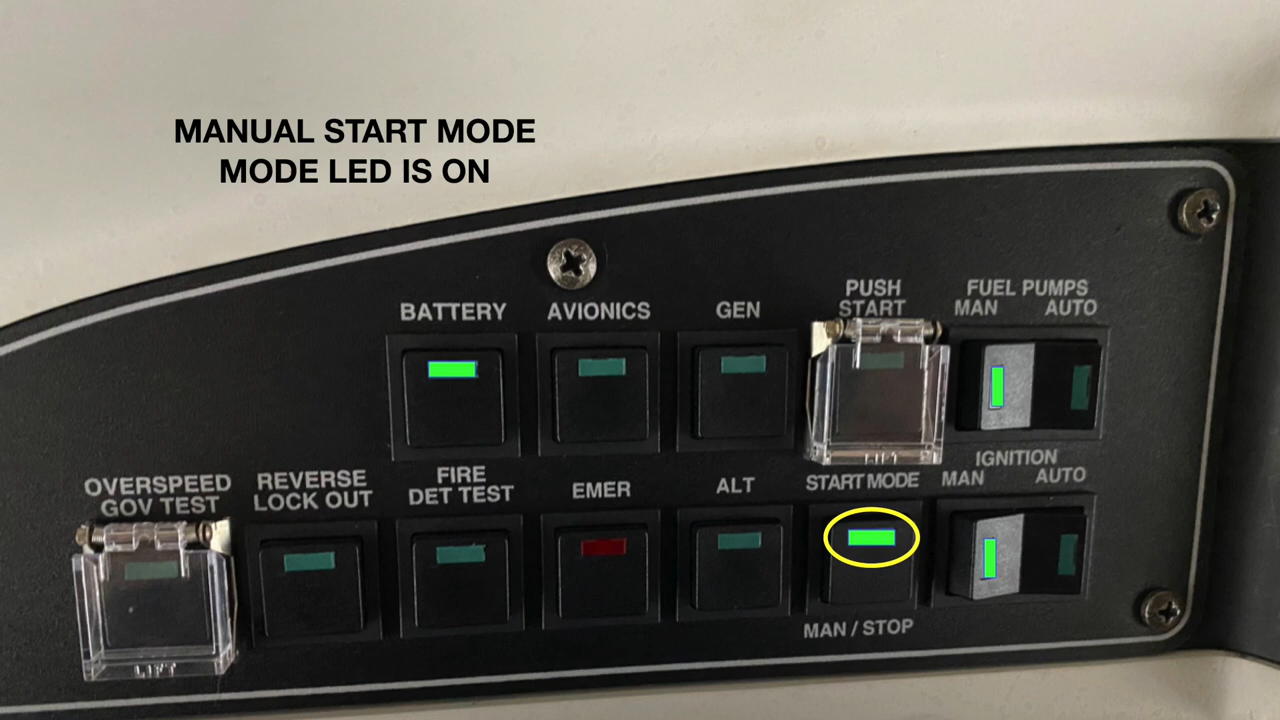 MANUAL START MODE
MODE LED IS ON
BATTERY
AVIONICS
GEN
PUSH
START
FUEL PUMPS
MAN AUTO
LIFT
OVERSPEED
GOV TEST
REVERSE
LOCK OUT
FIRE
DET TEST
EMER
ALT
START MODE
IGNITION
MAN AUTO
MAN / STOP
LIFT